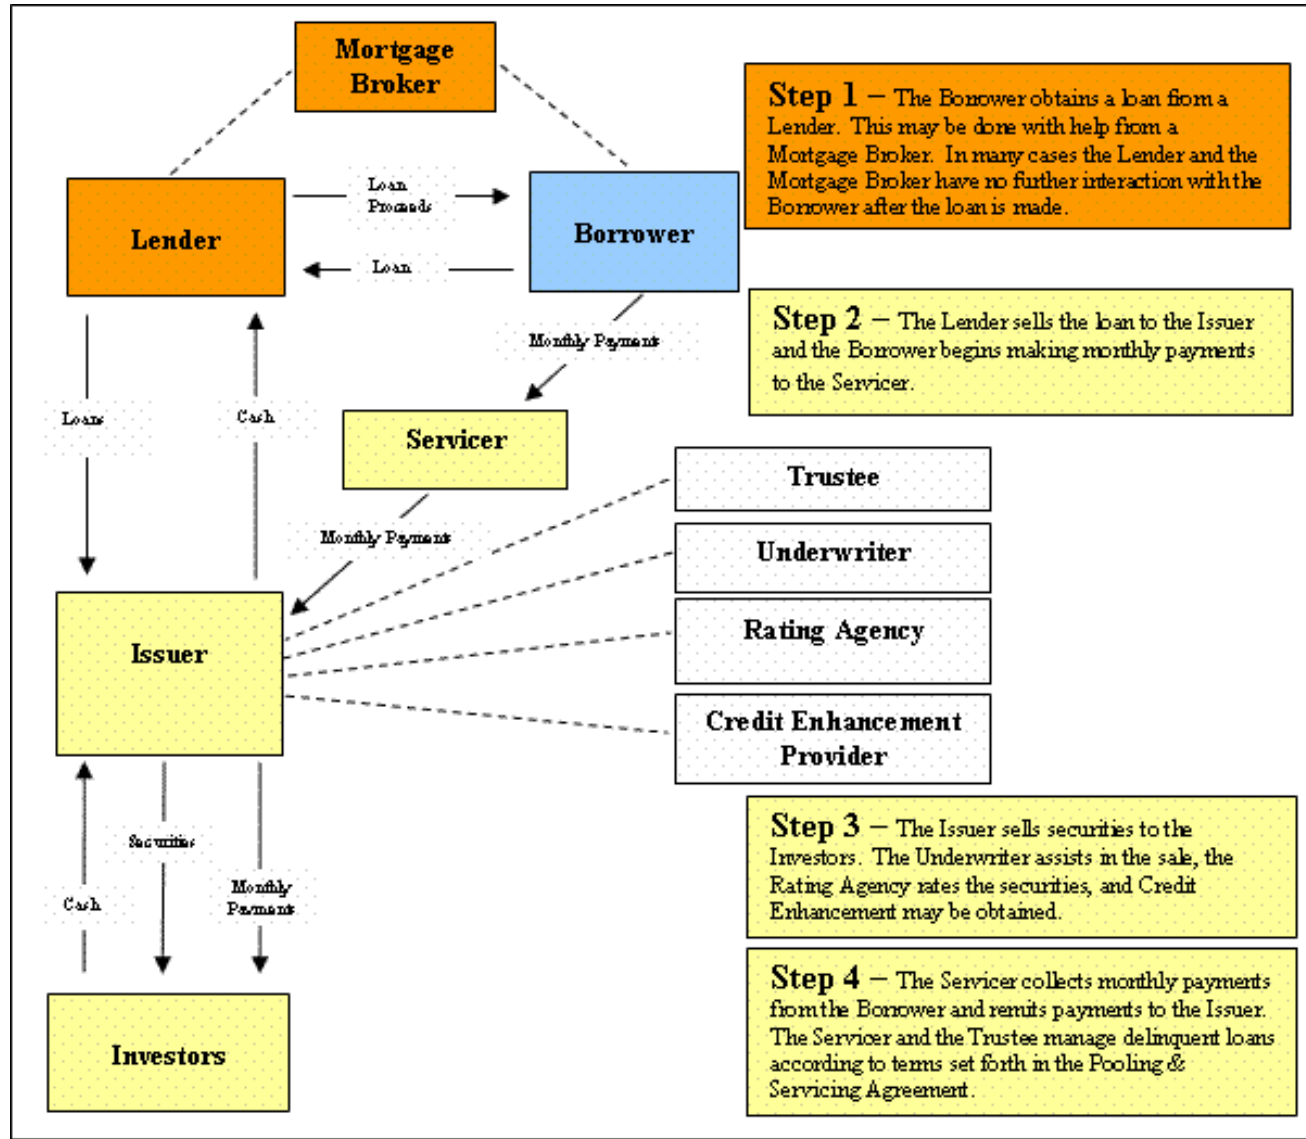 Mortgage
Broker
Step 1 – The Borrower obtains a loan from a
Lender. This may be done with help from a
Mortgage Broker. In many cases the Lender and the
Mortgage Broker have no further interaction with the
Borrower after the loan is made.
Lender
Loan
Proceeds
Borrower
Loan
Step 2 – The Lender sells the loan to the Issuer
and the Borrower begins making monthly payments
to the Servicer.
Monthly Payments
Loans
Cash
Servicer
Trustee
Monthly Payments
Underwriter
Issuer
Rating Agency
Credit Enhancement
Provider
Securities
Monthly
Payments
Cash
Step 3 – The Issuer sells securities to the
Investors. The Underwriter assists in the sale, the
Rating Agency rates the securities, and Credit
Enhancement may be obtained.
Investors
Step 4 – The Servicer collects monthly payments
from the Borrower and remits payments to the Issuer.
The Servicer and the Trustee manage delinquent loans
according to terms set forth in the Pooling &
Servicing Agreement.